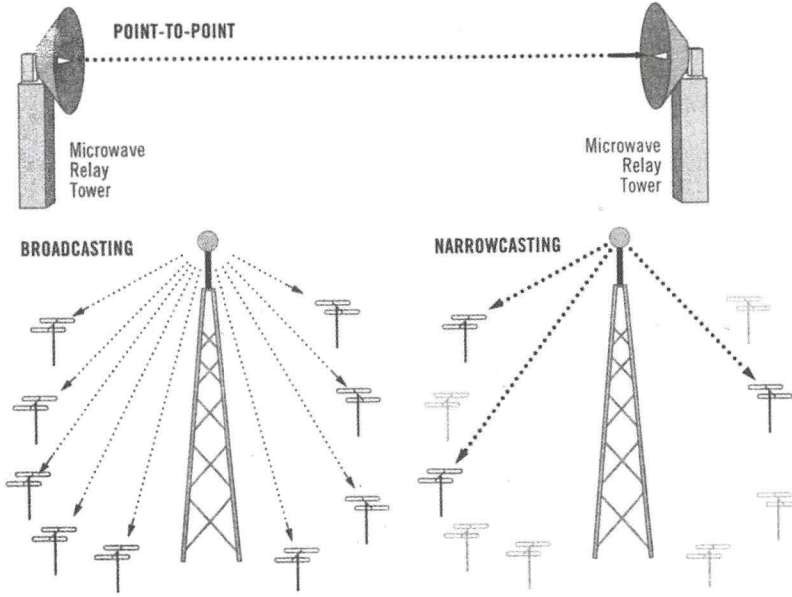 POINT-TO-POINT
Microwave
Relay
Tower
Microwave
Relay
Tower
BROADCASTING
NARROWCASTING